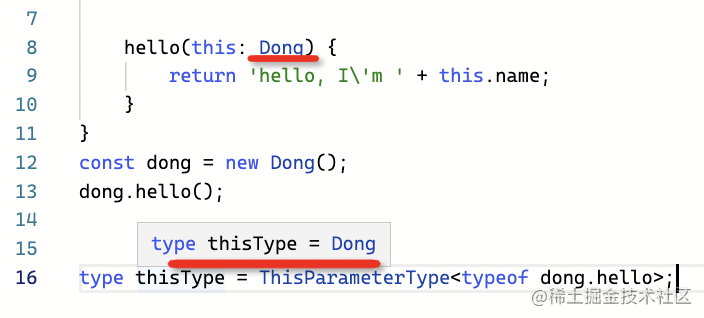 7
8 hello(this: Dong) {
9 return 'hello, I\'m ' + this.name;
10 }
11 }
12 const dong = new Dong();
13 dong.hello();
14
type thisType = Dong
15
16 type thisType = ThisParameterType<typeof dong.hello>;
@稀土掘金技术社区